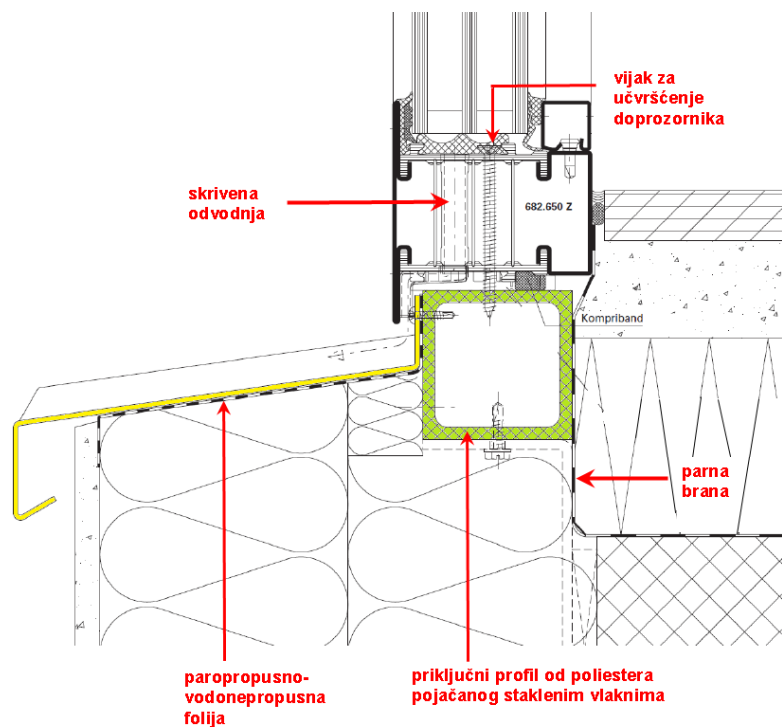 vijak za
učvršćenje
doprozornika
skrivena
odvodnja
682.650 Z
Kompriband
parna
brana
paropropusno-
vodonepropusna
folija
priključni profil od poliestera
pojačanog staklenim vlaknima